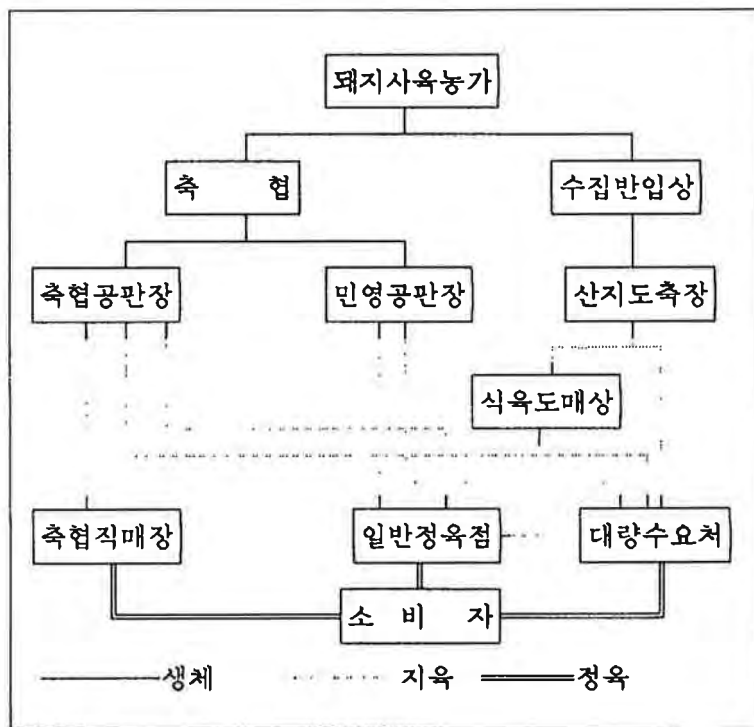 돼지사육농가
축 협
수집반입상
축협공판장
민영공판장
산지도축장
식육도매상
축협직매장
일반정육점
대량수요처
소 비 자
생체
지육
정육